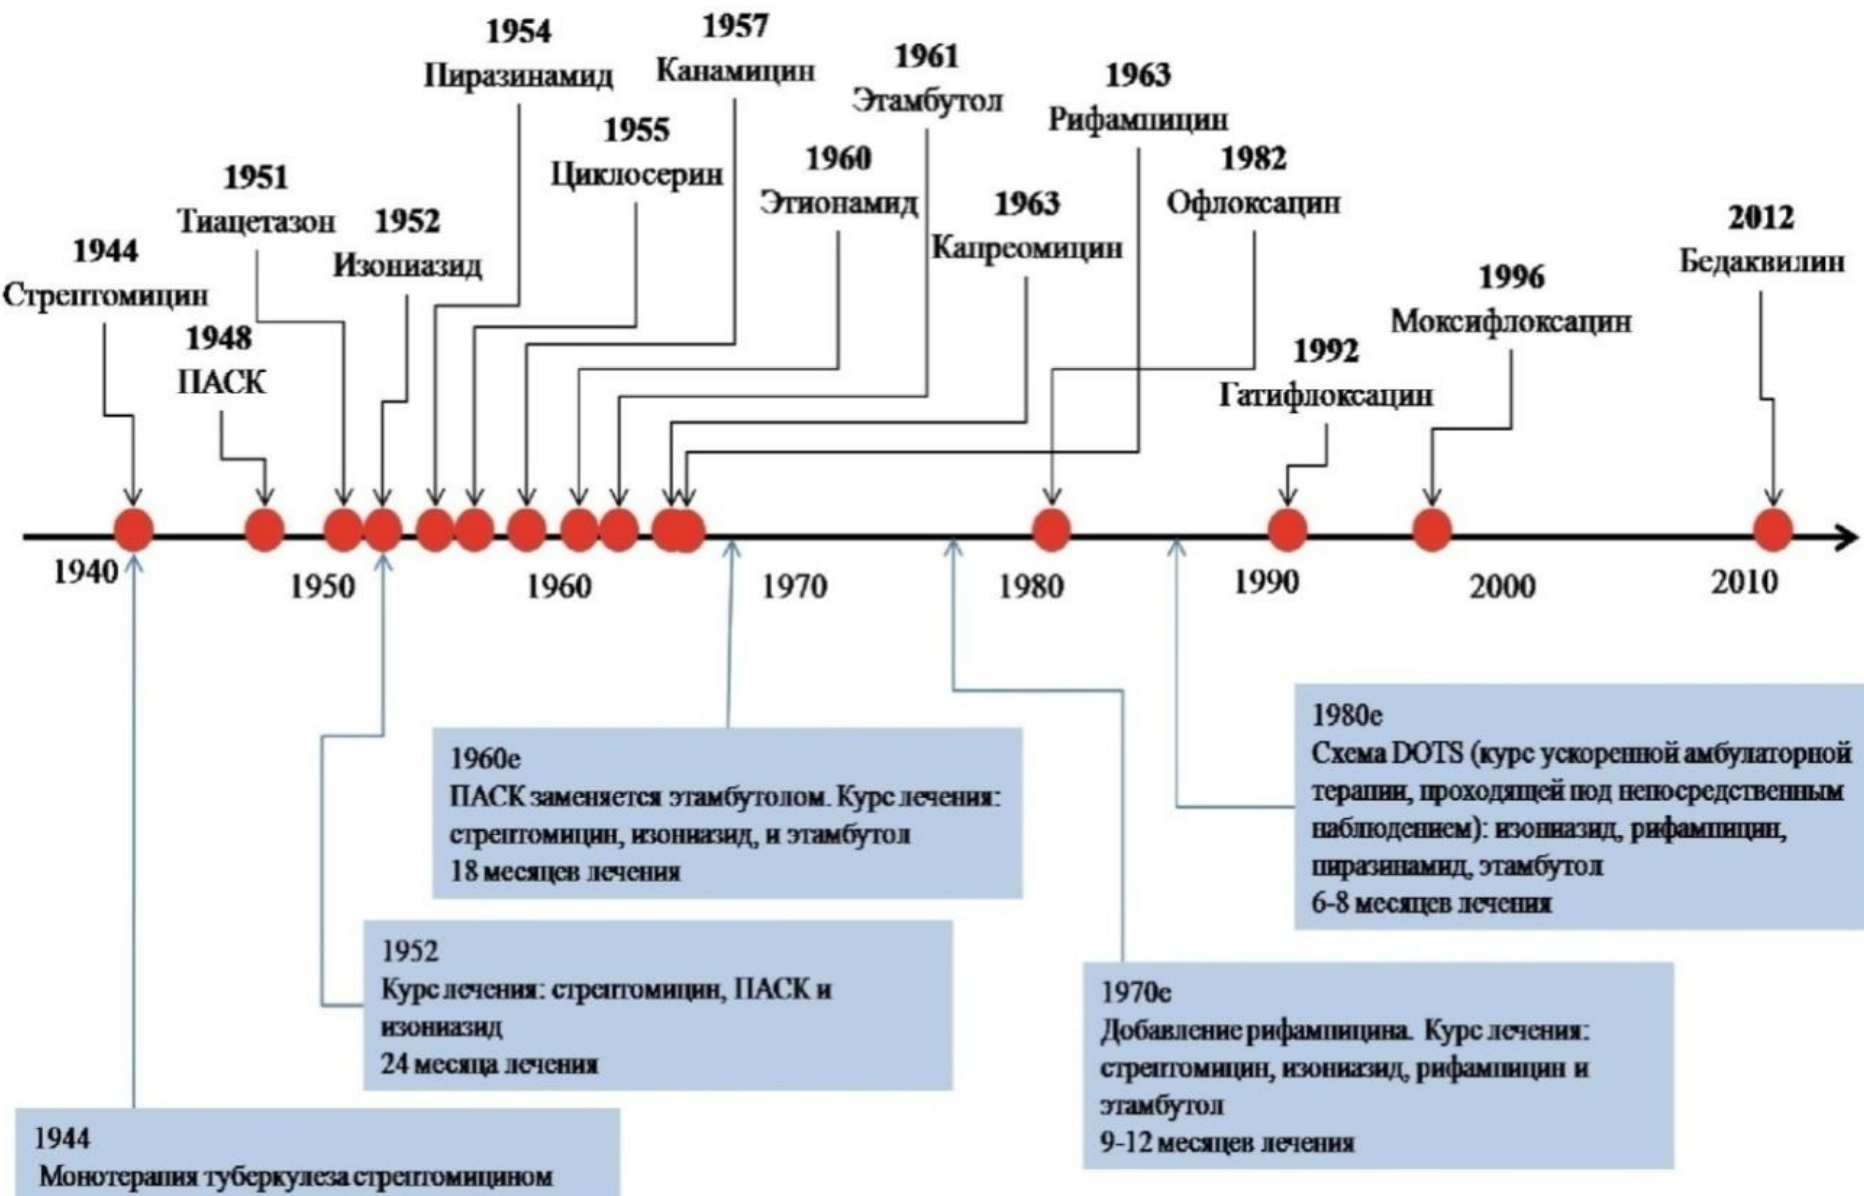 1944
Стрептомицин
1948
ПАСК
1951
Тиацетазон
1952
Изониазид
1954
Пиразинамид
1955
Циклосерин
1957
Канамицин
1960
Этионамид
1961
Этамбутол
1963
Капреомицин
1963
Рифампицин
1982
Офлоксацин
1992
Гатифлоксацин
1996
Моксифлоксацин
2012
Бедаквилин
1940
1950
1960
1970
1980
1990
2000
2010
1944
Монотерапия туберкулеза стрептомицином
1952
Курс лечения: стрептомицин, ПАСК и
изониазид
24 месяца лечения
1960е
ПАСК заменяется этамбутолом. Курс лечения:
стрептомицин, изониазид, и этамбутол
18 месяцев лечения
1970е
Добавление рифампицина. Курс лечения:
стрептомицин, изониазид, рифампицин и
этамбутол
9-12 месяцев лечения
1980е
Схема DOTS (курс ускоренной амбулаторной
терапии, проходящей под непосредственным
наблюдением): изониазид, рифампицин,
пиразинамид, этамбутол
6-8 месяцев лечения